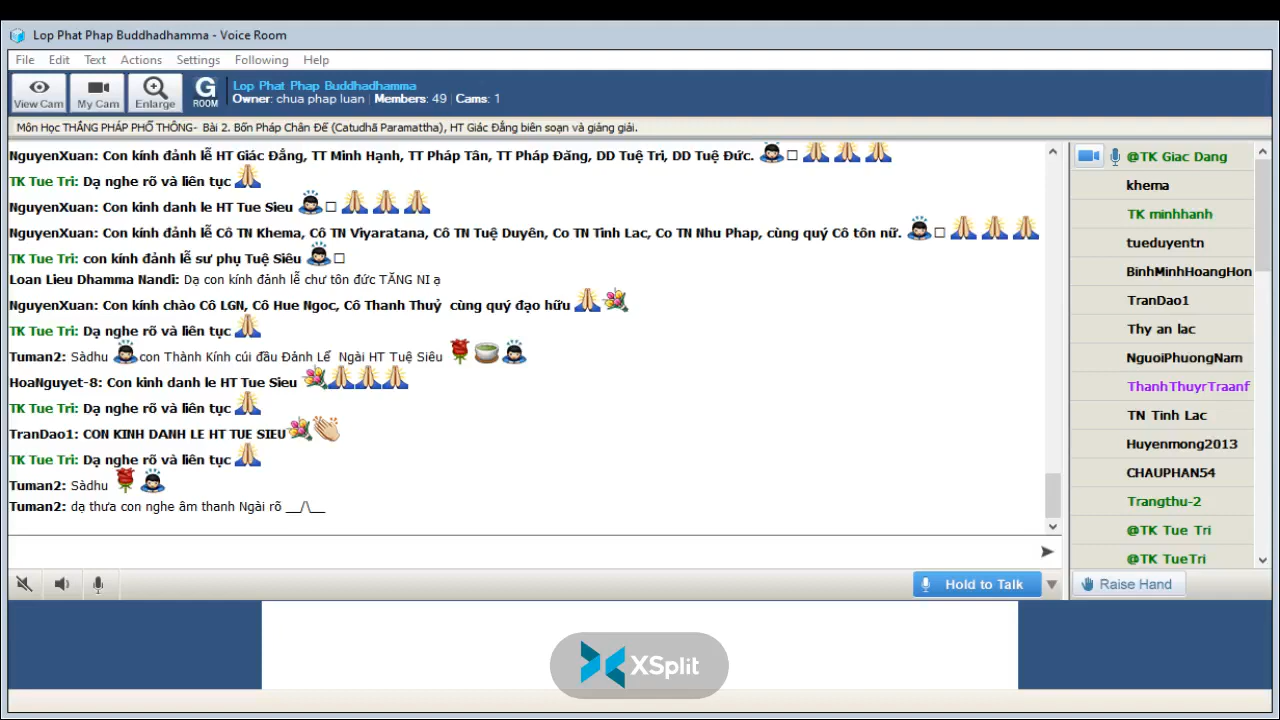 Lop Phat Phap Buddhadhamma - Voice Room
File Edit Text Actions Settings Following Help
View Cam My Cam Enlarge G ROOM
Lop Phat Phap Buddhadhamma
Owner: chua phap luan | Members: 49 | Cams: 1
Môn Học THẮNG PHÁP PHỔ THÔNG- Bài 2. Bốn Pháp Chân Đế (Catudhā Paramattha), HT Giác Đẳng biên soạn và giảng giải.
NguyenXuan: Con kính đảnh lễ HT Giác Đẳng, TT Minh Hạnh, TT Pháp Tân, TT Pháp Đăng, DD Tuệ Tri, DD Tuệ Đức.
TK Tue Tri: Dạ nghe rõ và liên tục
NguyenXuan: Con kinh danh le HT Tue Sieu
NguyenXuan: Con kính đảnh lễ Cô TN Khema, Cô TN Viyaratana, Cô TN Tuệ Duyên, Co TN Tinh Lac, Co TN Nhu Phap, cùng quý Cô tôn nữ.
TK Tue Tri: con kính đảnh lễ sư phụ Tuệ Siêu
Loan Lieu Dhamma Nandi: Dạ con kính đãnh lễ chư tôn đức TĂNG NI ạ
NguyenXuan: Con kính chào Cô LGN, Cô Hue Ngoc, Cô Thanh Thuỷ cùng quý đạo hữu
TK Tue Tri: Dạ nghe rõ và liên tục
Tuman2: Sàdhu con Thành Kính cúi đầu Đảnh Lễ Ngài HT Tuệ Siêu
HoaNguyet-8: Con kinh danh le HT Tue Sieu
TK Tue Tri: Dạ nghe rõ và liên tục
TranDao1: CON KINH DANH LE HT TUE SIEU
TK Tue Tri: Dạ nghe rõ và liên tục
Tuman2: Sàdhu
Tuman2: dạ thưa con nghe âm thanh Ngài rõ __/\__
@TK Giac Dang
khema
TK minhhanh
tueduyentn
BinhMinhHoangHon
TranDao1
Thy an lac
NguoiPhuongNam
ThanhThuyrTraanf
TN Tinh Lac
Huyenmong2013
CHAUPHAN54
Trangthu-2
@TK Tue Tri
@TK TueTri
Hold to Talk
Raise Hand
XSplit